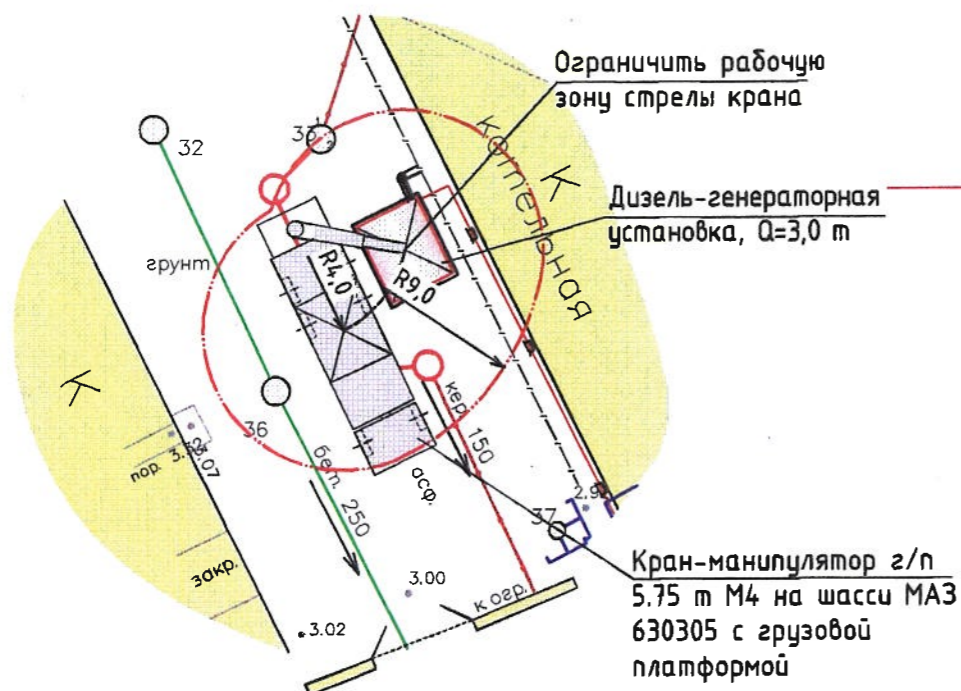 Ограничить рабочую
зону стрелы крана
32
К
котельная
Дизель-генераторная
установка, Q=3,0 т
грунт
R4,0
R9,0
К
36
кер.
150
пор.
бет.
250
асф.
2.9
37
закр.
3.00
к огр.
3.02
Кран-манипулятор г/п
5.75 т М4 на шасси МАЗ
630305 с грузовой
платформой